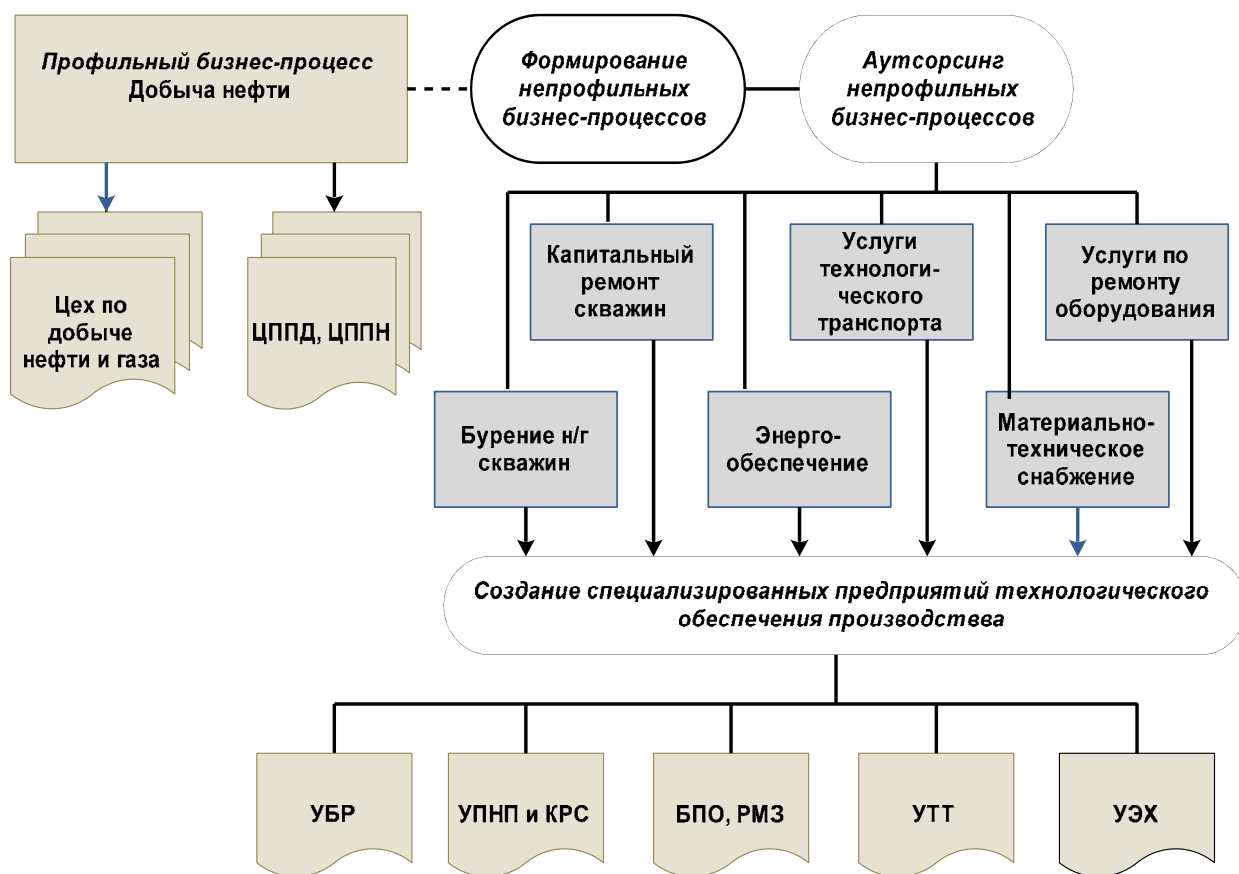 Профильный бизнес-процесс
Добыча нефти
Формирование
непрофильных
бизнес-процессов
Аутсорсинг
непрофильных
бизнес-процессов
Цех по
добыче
нефти и газа
ЦППД, ЦППН
Капитальный
ремонт
скважин
Услуги
технологи-
ческого
транспорта
Услуги по
ремонту
оборудования
Бурение н/г
скважин
Энерго-
обеспечение
Материально-
техническое
снабжение
Создание специализированных предприятий технологического
обеспечения производствва
УБР
УПНП и КРС
БПО, РМЗ
УТТ
УЭХ